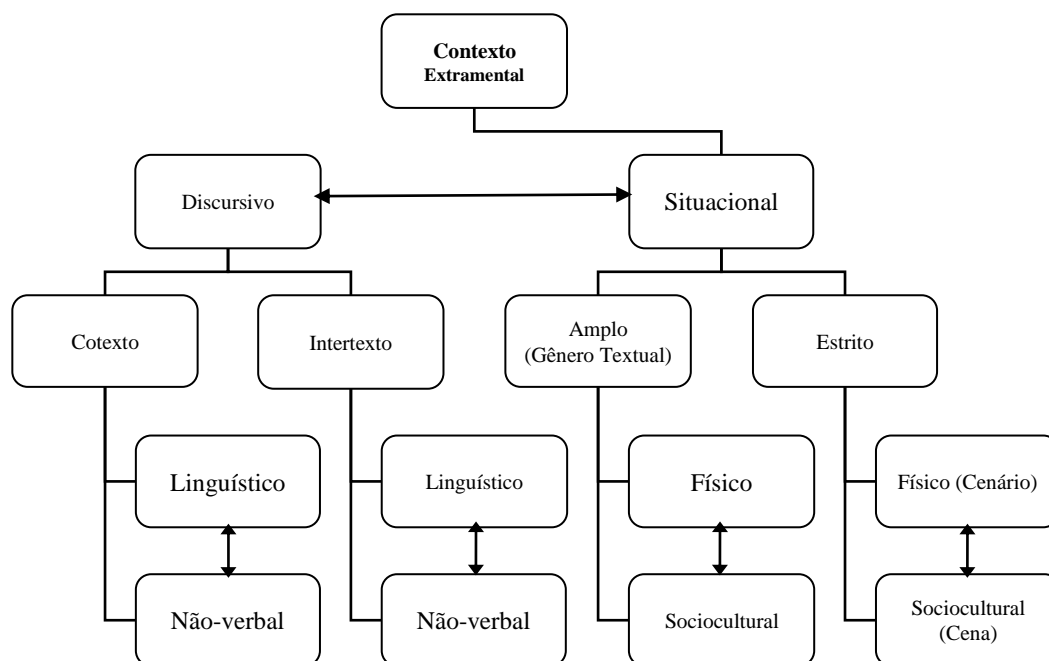 Contexto
Extramental
Discursivo
Situacional
Cotexto
Intertexto
Amplo
(Gênero Textual)
Estrito
Linguístico
Linguístico
Físico
Físico (Cenário)
Não-verbal
Não-verbal
Sociocultural
Sociocultural
(Cena)